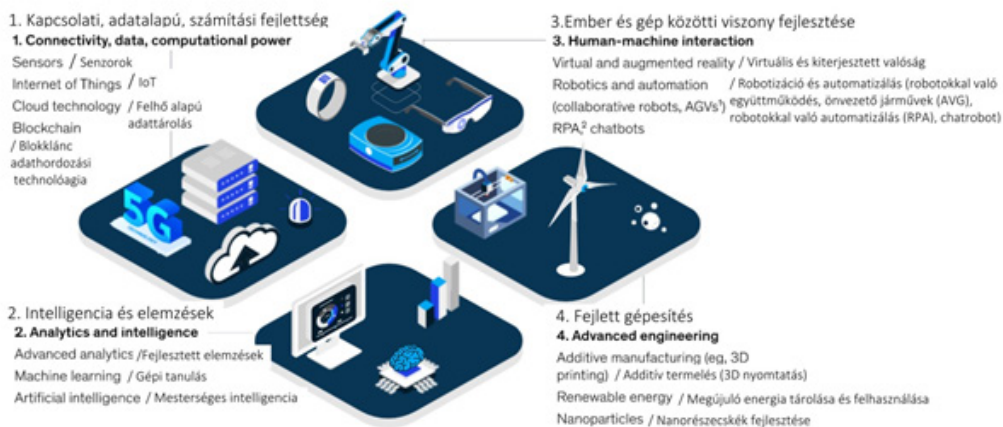 1. Kapcsolati, adatalapú, számítási fejlettség
1. Connectivity, data, computational power
Sensors / Szenzorok
Internet of Things / IoT
Cloud technology / Felhő alapú
adattárolás
Blockchain
/ Blokklánc
adathordozási
technolóagia
5G
TECHNOLOGY
2. Intelligencia és elemzések
2. Analytics and intelligence
Advanced analytics /Fejlesztett elemzések
Machine learning / Gépi tanulás
Artificial intelligence / Mesterséges intelligencia
3.Ember és gép közötti viszony fejlesztése
3. Human-machine interaction
Virtual and augmented reality / Virtuális és kiterjesztett valóság
Robotics and automation / Robotizáció és automatizálás (robotokkal való
(collaborative robots, AGVs¹) együttműködés, önvezető járművek (AVG),
RPA,² chatbots robotokkal való automatizálás (RPA), chatrobot)
4. Fejlett gépesítés
4. Advanced engineering
Additive manufacturing (eg, 3D
printing) / Additív termelés (3D nyomtatás)
Renewable energy / Megújuló energia tárolása és felhasználása
Nanoparticles / Nanorészecskék fejlesztése